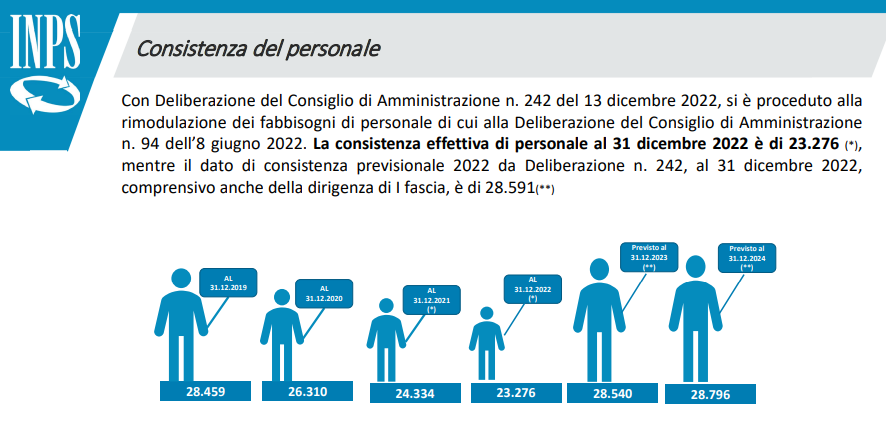 INPS
Consistenza del personale
Con Deliberazione del Consiglio di Amministrazione n. 242 del 13 dicembre 2022, si è proceduto alla
rimodulazione dei fabbisogni di personale di cui alla Deliberazione del Consiglio di Amministrazione
n. 94 dell’8 giugno 2022. La consistenza effettiva di personale al 31 dicembre 2022 è di 23.276 (*),
mentre il dato di consistenza previsionale 2022 da Deliberazione n. 242, al 31 dicembre 2022,
comprensivo anche della dirigenza di I fascia, è di 28.591(**)
AL
31.12.2019
AL
31.12.2020
AL
31.12.2021
(*)
AL
31.12.2022
(*)
Previsto al
31.12.2023
(**)
Previsto al
31.12.2024
(**)
28.459
26.310
24.334
23.276
28.540
28.796